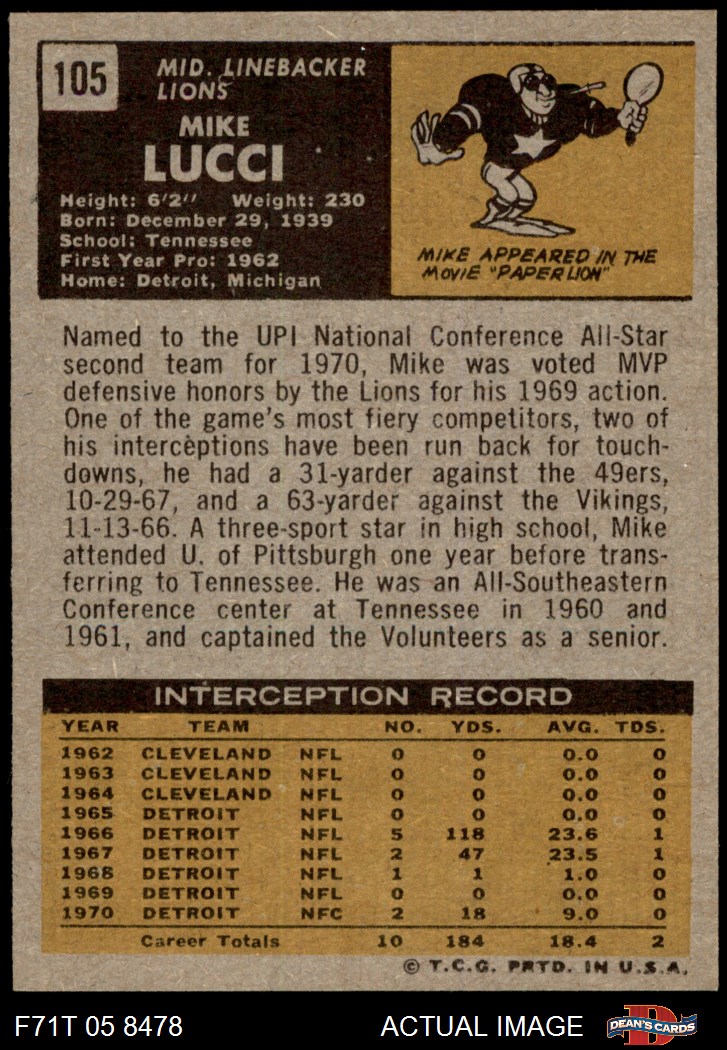 105
MID. LINEBACKER
LIONS
MIKE
LUCCI
Height: 6'2" Weight: 230
Born: December 29, 1939
School: Tennessee
First Year Pro: 1962
Home: Detroit, Michigan
MIKE APPEARED IN THE
MOVIE "PAPER LION"
Named to the UPI National Conference All-Star
second team for 1970, Mike was voted MVP
defensive honors by the Lions for his 1969 action.
One of the game's most fiery competitors, two of
his interceptions have been run back for touch-
downs, he had a 31-yarder against the 49ers,
10-29-67, and a 63-yarder against the Vikings,
11-13-66. A three-sport star in high school, Mike
attended U. of Pittsburgh one year before trans-
ferring to Tennessee. He was an All-Southeastern
Conference center at Tennessee in 1960 and
1961, and captained the Volunteers as a senior.
INTERCEPTION RECORD
YEAR TEAM NO. YDS. AVG. TDS.
1962 CLEVELAND NFL 0 0 0.0 0
1963 CLEVELAND NFL 0 0 0.0 0
1964 CLEVELAND NFL 0 0 0.0 0
1965 DETROIT NFL 0 0 0.0 0
1966 DETROIT NFL 5 118 23.6 1
1967 DETROIT NFL 2 47 23.5 1
1968 DETROIT NFL 1 1 1.0 0
1969 DETROIT NFL 0 0 0.0 0
1970 DETROIT NFC 2 18 9.0 0
Career Totals 10 184 18.4 2
© T.C.G. PRTD. IN U.S.A.
F71T 05 8478
ACTUAL IMAGE
D
DEAN'S CARDS